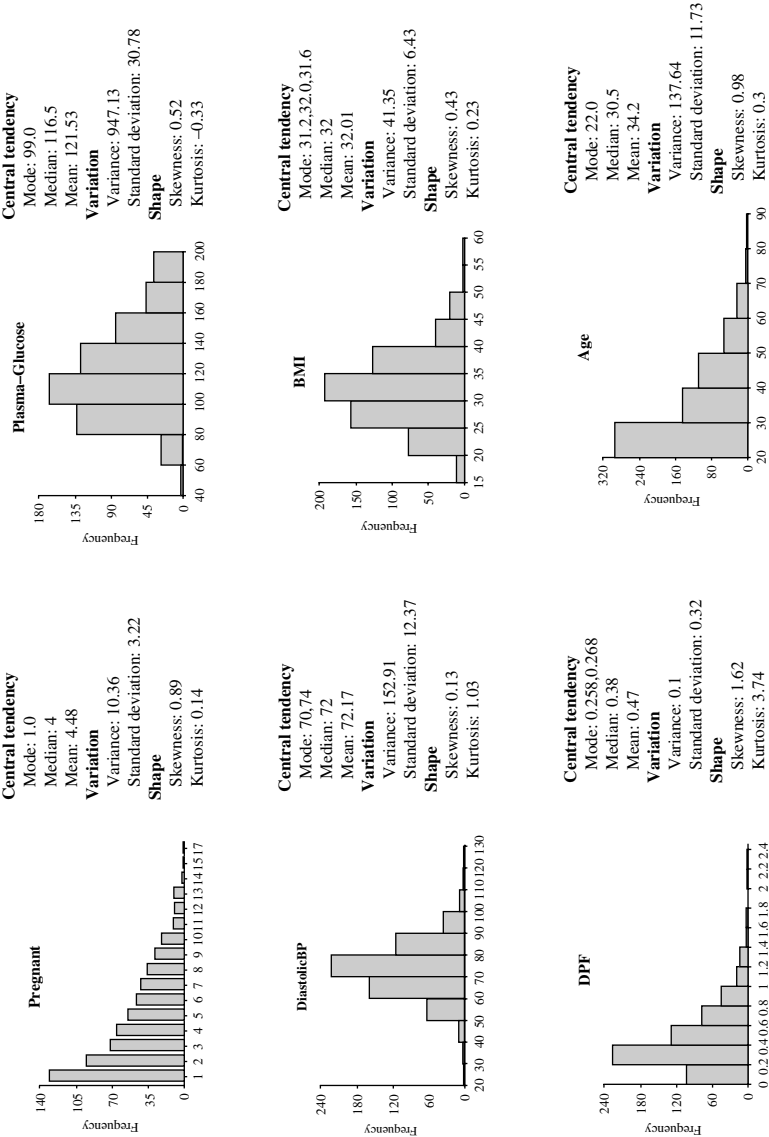 Pregnant
Frequency
140
105
70
35
0
1 2 3 4 5 6 7 8 9 10 11 12 13 14 15 17
Central tendency
Mode: 1.0
Median: 4
Mean: 4.48
Variation
Variance: 10.36
Standard deviation: 3.22
Shape
Skewness: 0.89
Kurtosis: 0.14
Plasma–Glucose
Frequency
180
135
90
45
0
40 60 80 100 120 140 160 180 200
Central tendency
Mode: 99.0
Median: 116.5
Mean: 121.53
Variation
Variance: 947.13
Standard deviation: 30.78
Shape
Skewness: 0.52
Kurtosis: –0.33
DiastolicBP
Frequency
240
180
120
60
0
20 30 40 50 60 70 80 90 100 110 120 130
Central tendency
Mode: 70,74
Median: 72
Mean: 72.17
Variation
Variance: 152.91
Standard deviation: 12.37
Shape
Skewness: 0.13
Kurtosis: 1.03
BMI
Frequency
200
150
100
50
0
15 20 25 30 35 40 45 50 55 60
Central tendency
Mode: 31.2,32.0,31.6
Median: 32
Mean: 32.01
Variation
Variance: 41.35
Standard deviation: 6.43
Shape
Skewness: 0.43
Kurtosis: 0.23
DPF
Frequency
240
180
120
60
0
0 0.2 0.4 0.6 0.8 1 1.2 1.4 1.6 1.8 2 2.2 2.4
Central tendency
Mode: 0.258,0.268
Median: 0.38
Mean: 0.47
Variation
Variance: 0.1
Standard deviation: 0.32
Shape
Skewness: 1.62
Kurtosis: 3.74
Age
Frequency
320
240
160
80
0
20 30 40 50 60 70 80 90
Central tendency
Mode: 22.0
Median: 30.5
Mean: 34.2
Variation
Variance: 137.64
Standard deviation: 11.73
Shape
Skewness: 0.98
Kurtosis: 0.3